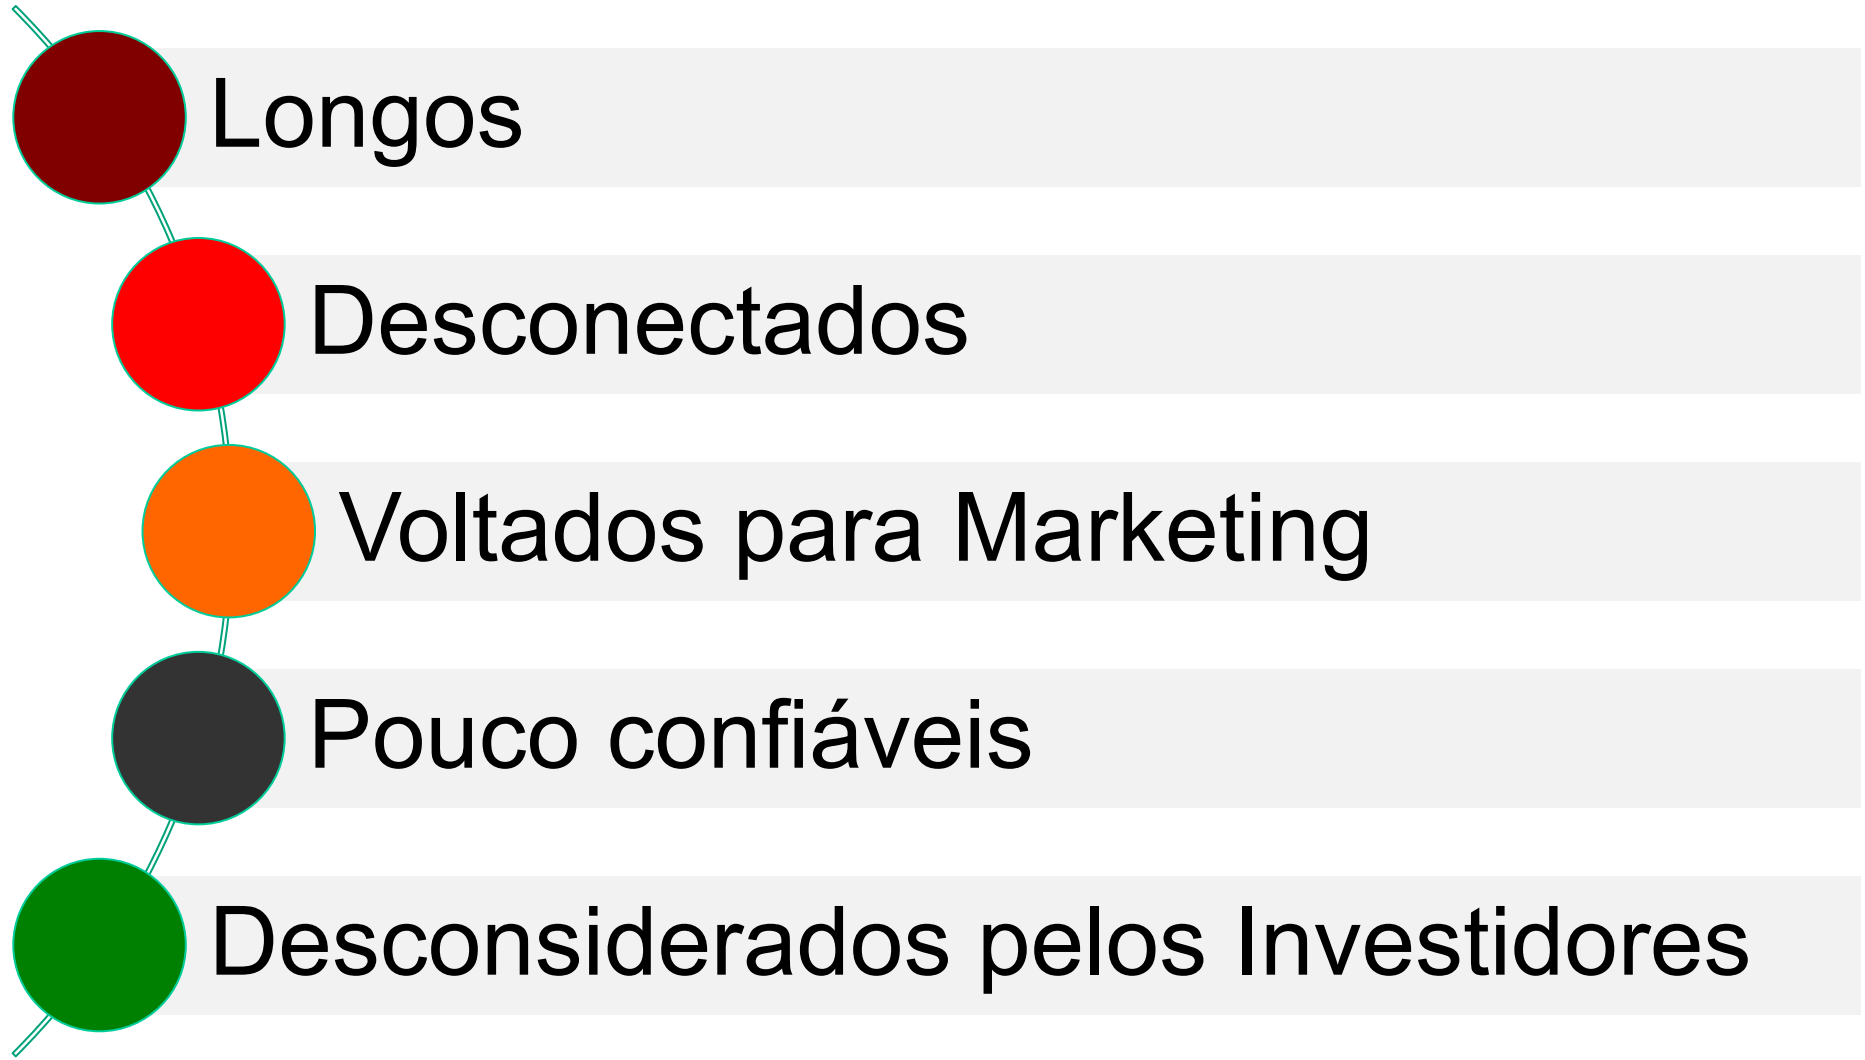 Longos
Desconectados
Voltados para Marketing
Pouco confiáveis
Desconsiderados pelos Investidores